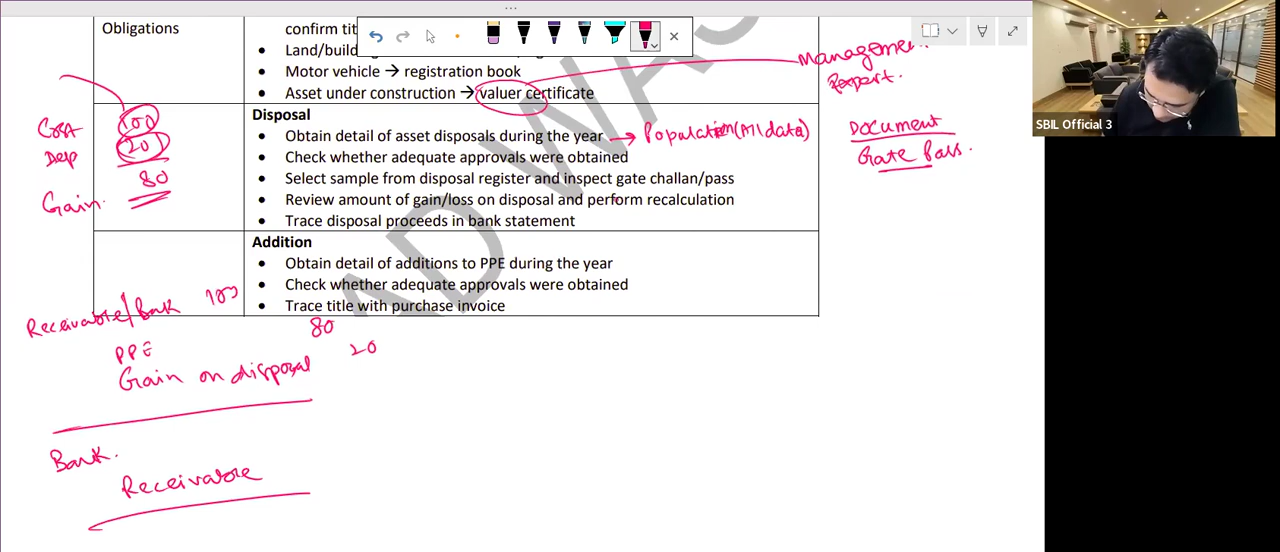 Obligations
confirm tit
Land/build
Motor vehicle → registration book
Asset under construction → valuer certificate
Management
Expert.
Disposal
Obtain detail of asset disposals during the year → Population (All data)
Check whether adequate approvals were obtained
Select sample from disposal register and inspect gate challan/pass
Review amount of gain/loss on disposal and perform recalculation
Trace disposal proceeds in bank statement
Document
Gate Pass.
Cost 100
Dep (20)
80
Gain.
Addition
Obtain detail of additions to PPE during the year
Check whether adequate approvals were obtained
Trace title with purchase invoice
Receivable/Bank 100
PPE 80
Gain on disposal 20
Bank.
Receivable
SBIL Official 3